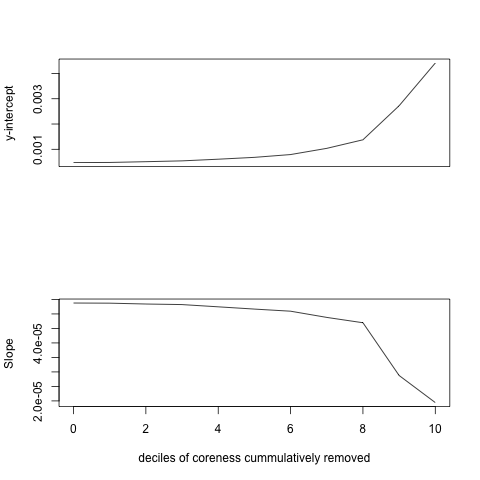 y-intercept
0.003
0.001
Slope
4.0e-05
2.0e-05
0 2 4 6 8 10
deciles of coreness cummulatively removed